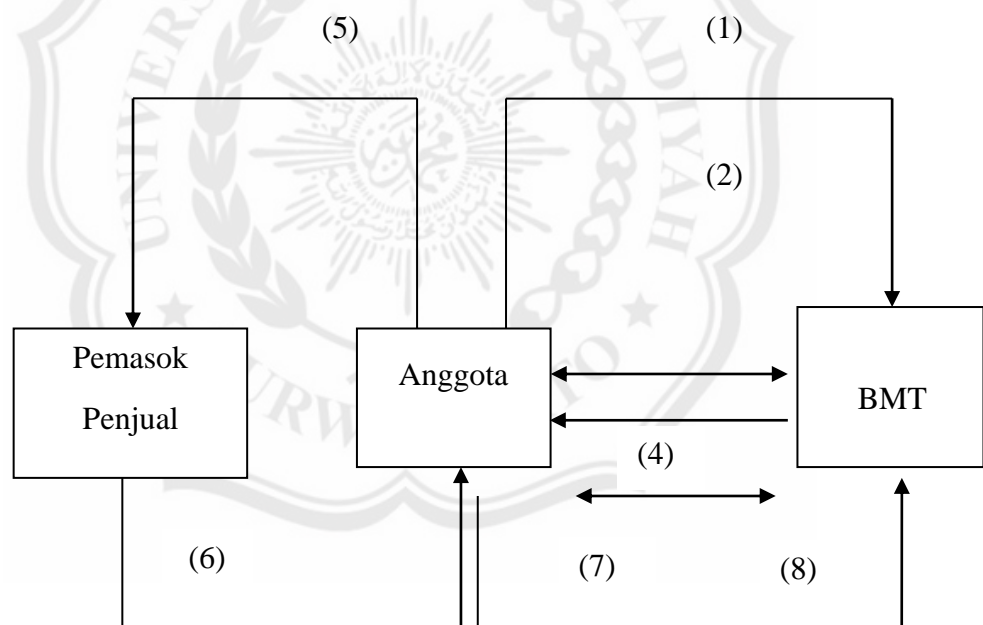 (5) (1)
(2)
Pemasok
Penjual
Anggota
BMT
(4)
(6) (7) (8)